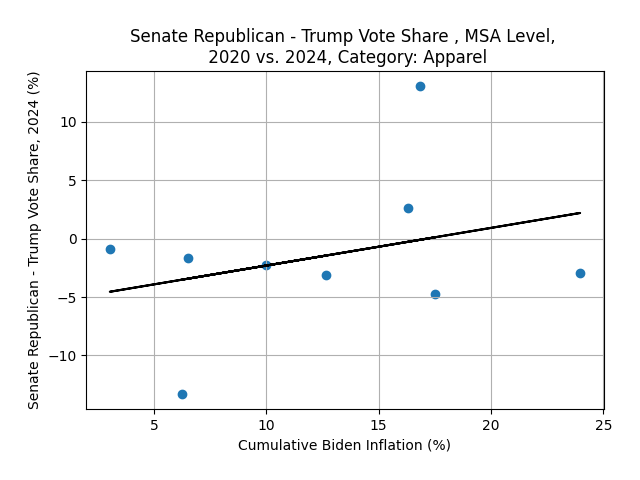 Senate Republican - Trump Vote Share , MSA Level,
2020 vs. 2024, Category: Apparel
Senate Republican - Trump Vote Share, 2024 (%)
10
5
0
−5
−10
5
10
15
20
25
Cumulative Biden Inflation (%)